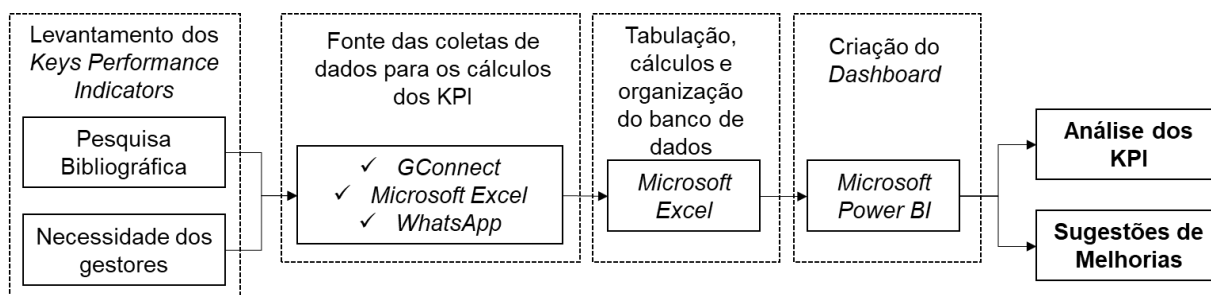 Levantamento dos
Keys Performance
Indicators
Pesquisa
Bibliográfica
Necessidade dos
gestores
Fonte das coletas de
dados para os cálculos
dos KPI
✓ GConnect
✓ Microsoft Excel
✓ WhatsApp
Tabulação,
cálculos e
organização
do banco de
dados
Microsoft
Excel
Criação do
Dashboard
Microsoft
Power BI
Análise dos
KPI
Sugestões de
Melhorias